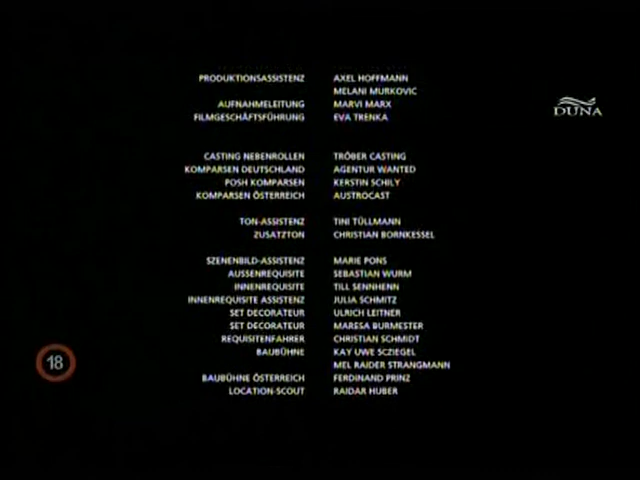 PRODUKTIONSASSISTENZ AXEL HOFFMANN
MELANI MURKOVIC
AUFNAHMELEITUNG MARVI MARX
FILMGESCHÄFTSFÜHRUNG EVA TRENKA
DUNA
CASTING NEBENROLLEN TRÖBER CASTING
KOMPARSEN DEUTSCHLAND AGENTUR WANTED
POSH KOMPARSEN KERSTIN SCHILY
KOMPARSEN ÖSTERREICH AUSTROCAST
TON-ASSISTENZ TINI TÜLLMANN
ZUSATZTON CHRISTIAN BORNKESSEL
SZENENBILD-ASSISTENZ MARIE PONS
AUSSENREQUISITE SEBASTIAN WURM
INNENREQUISITE TILL SENNHENN
INNENREQUISITE ASSISTENZ JULIA SCHMITZ
SET DECORATEUR ULRICH LEITNER
SET DECORATEUR MARESA BURMESTER
REQUISITENFAHRER CHRISTIAN SCHMIDT
BAUBÜHNE KAY UWE SCZIEGEL
MEL RAIDER STRANGMANN
18
BAUBÜHNE ÖSTERREICH FERDINAND PRINZ
LOCATION-SCOUT RAIDAR HUBER